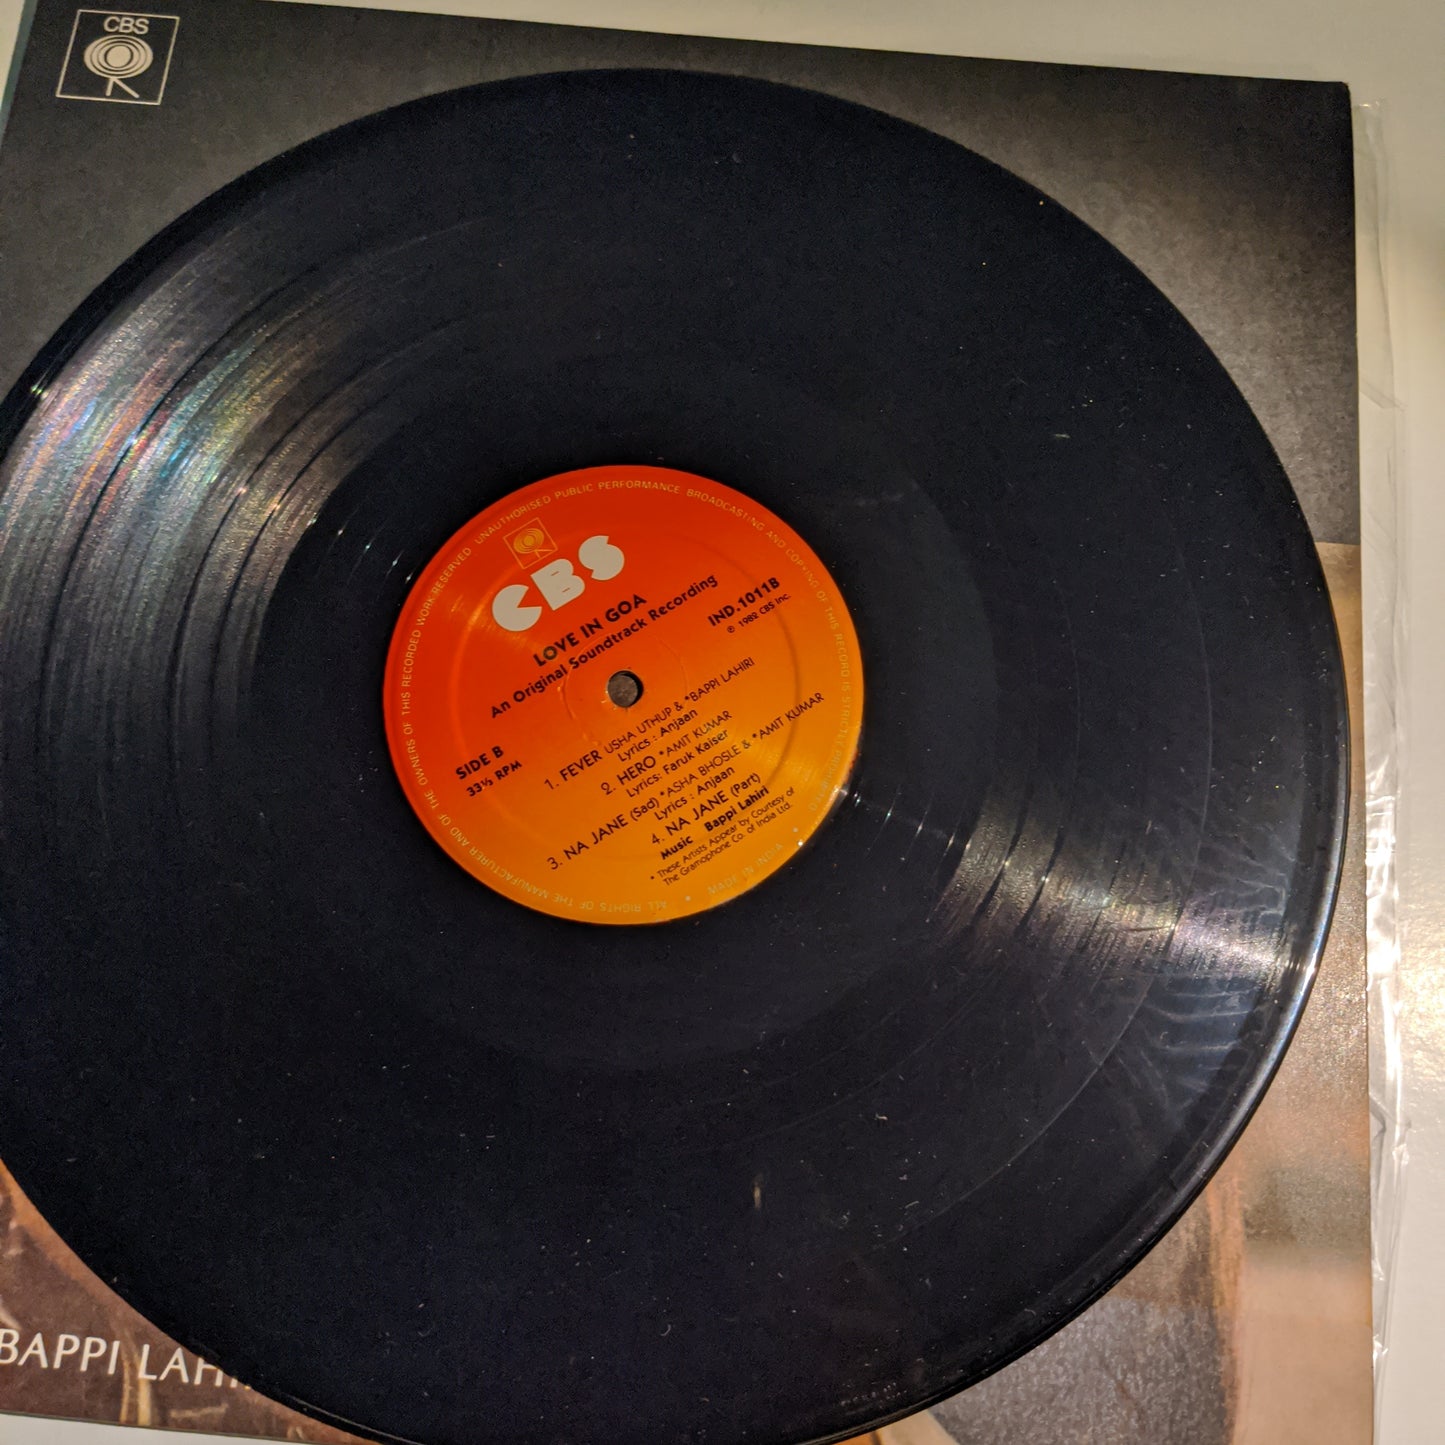 CBS
CBS
LOVE IN GOA
An Original Soundtrack Recording
IND.1011B
℗ 1982 CBS Inc.
SIDE B
33⅓ RPM
1. FEVER USHA UTHUP & *BAPPI LAHIRI
Lyrics : Anjaan
2. HERO *AMIT KUMAR
Lyrics: Faruk Kaiser
3. NA JANE (Sad) *ASHA BHOSLE & *AMIT KUMAR
Lyrics : Anjaan
4. NA JANE (Part)
Music Bappi Lahiri
* These Artists Appear by Courtesy of
The Gramophone Co. of India Ltd.
ALL RIGHTS OF THE MANUFACTURER AND OF THE OWNERS OF THIS RECORDED WORK RESERVED. UNAUTHORISED PUBLIC PERFORMANCE BROADCASTING AND COPYING OF THIS RECORD IS STRICTLY PROHIBITED • MADE IN INDIA •
BAPPI